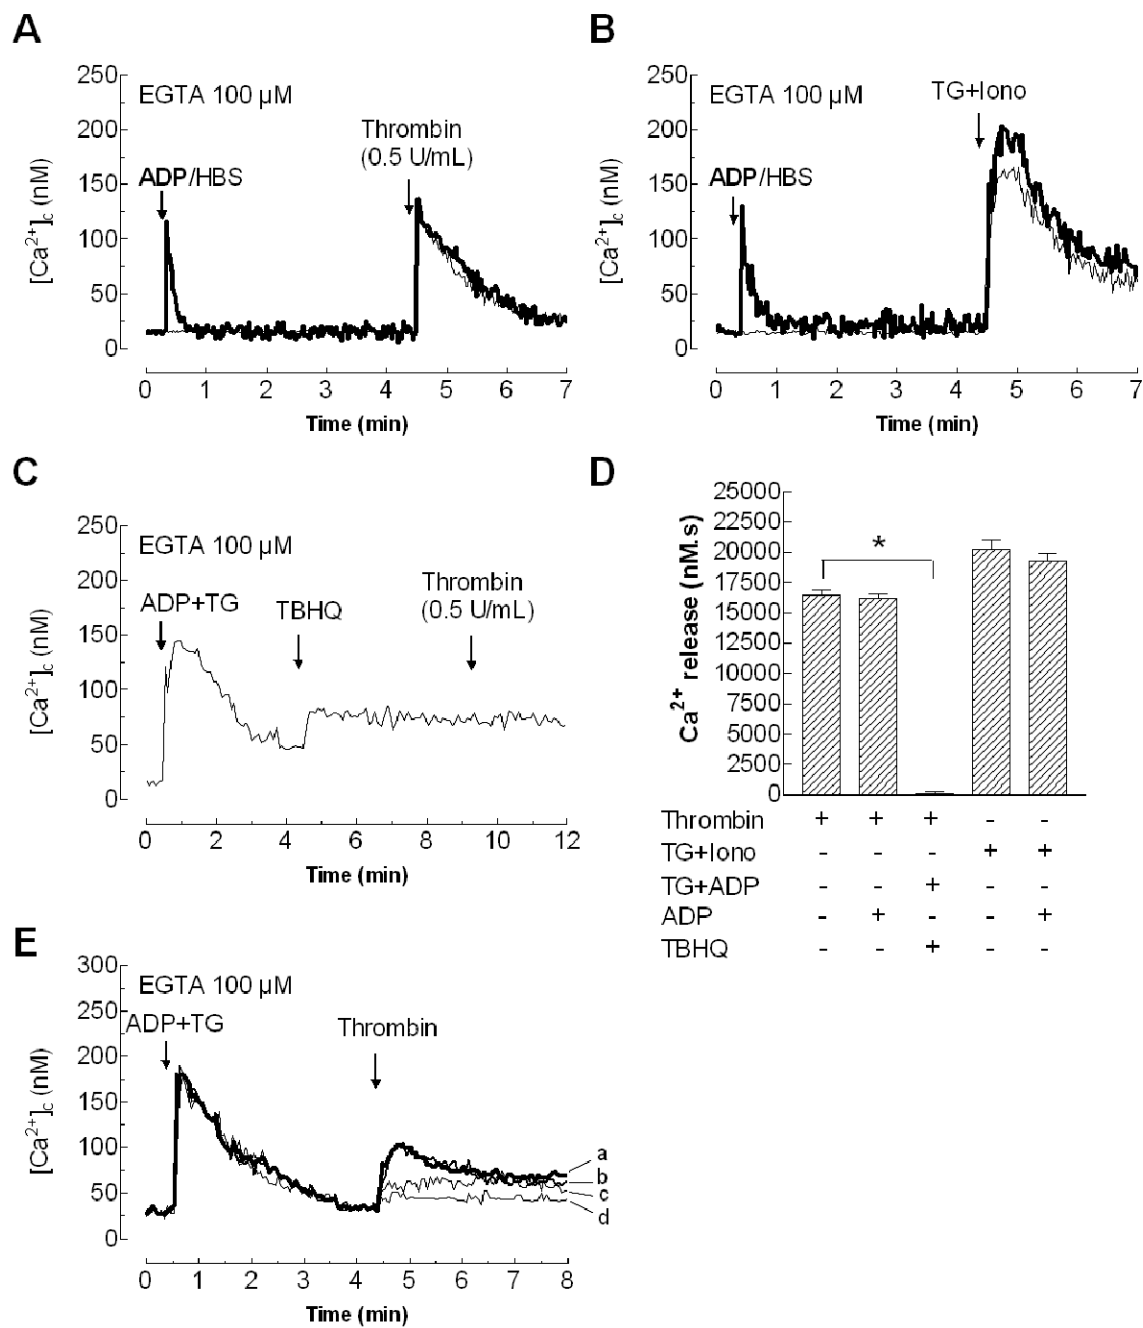 A
250
200
150
100
50
0
[Ca²⁺]c (nM)
EGTA 100 µM
ADP/HBS
Thrombin
(0.5 U/mL)
0 1 2 3 4 5 6 7
Time (min)
B
250
200
150
100
50
0
[Ca²⁺]c (nM)
EGTA 100 µM
ADP/HBS
TG+Iono
0 1 2 3 4 5 6 7
Time (min)
C
250
200
150
100
50
0
[Ca²⁺]c (nM)
EGTA 100 µM
ADP+TG
TBHQ
Thrombin
(0.5 U/mL)
0 2 4 6 8 10 12
Time (min)
D
25000
22500
20000
17500
15000
12500
10000
7500
5000
2500
0
Ca²⁺ release (nM.s)
*
Thrombin + + + - -
TG+Iono - - - + +
TG+ADP - - + - -
ADP - + - - +
TBHQ - - + - -
E
300
250
200
150
100
50
0
[Ca²⁺]c (nM)
EGTA 100 µM
ADP+TG
Thrombin
a
b
c
d
0 1 2 3 4 5 6 7 8
Time (min)